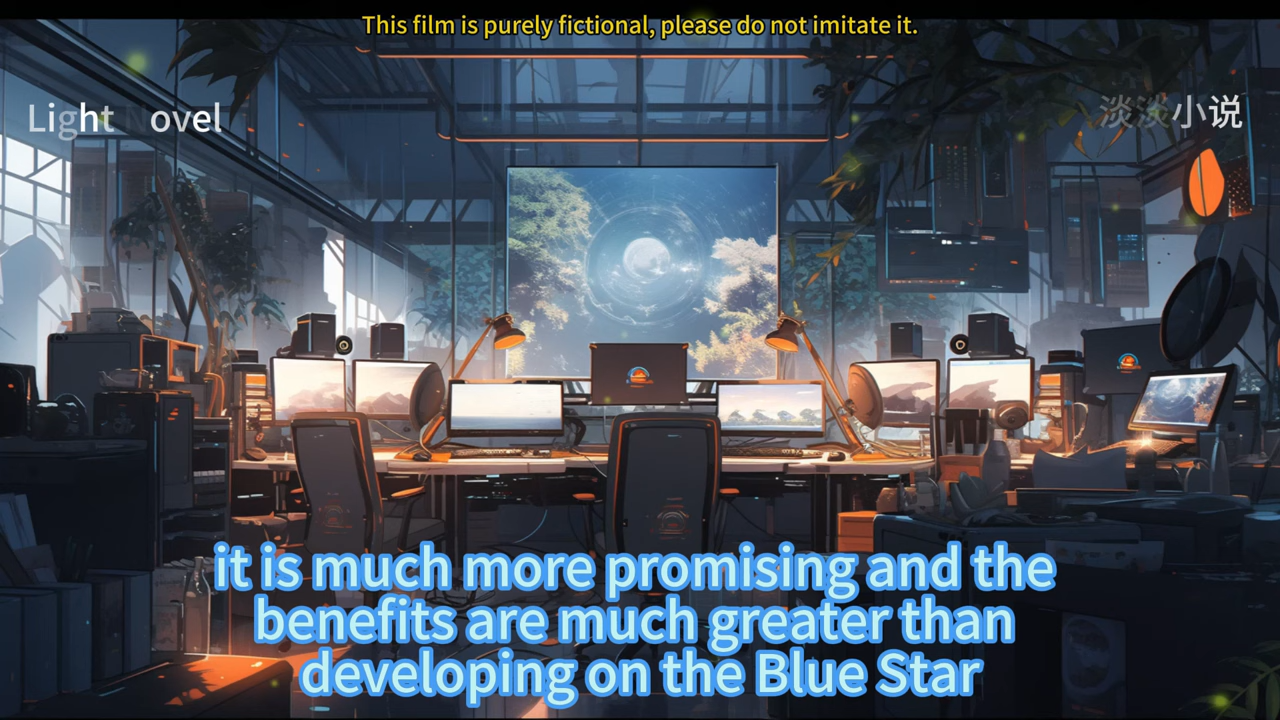 This film is purely fictional, please do not imitate it.
Light Novel
淡淡小说
it is much more promising and the
benefits are much greater than
developing on the Blue Star